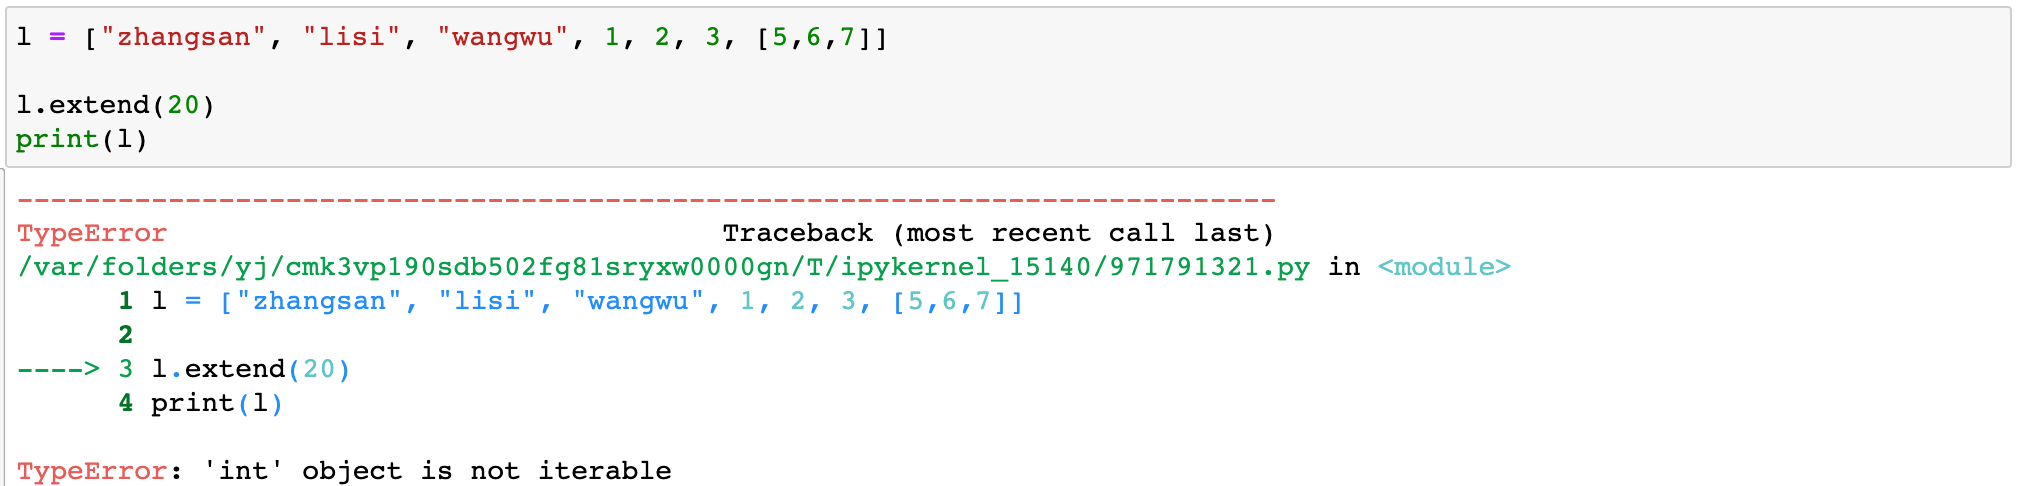 l = ["zhangsan", "lisi", "wangwu", 1, 2, 3, [5,6,7]]
l.extend(20)
print(l)
---------------------------------------------------------------------------
TypeError                                 Traceback (most recent call last)
/var/folders/yj/cmk3vp190sdb502fg81sryxw0000gn/T/ipykernel_15140/971791321.py in <module>
      1 l = ["zhangsan", "lisi", "wangwu", 1, 2, 3, [5,6,7]]
      2
----> 3 l.extend(20)
      4 print(l)
TypeError: 'int' object is not iterable